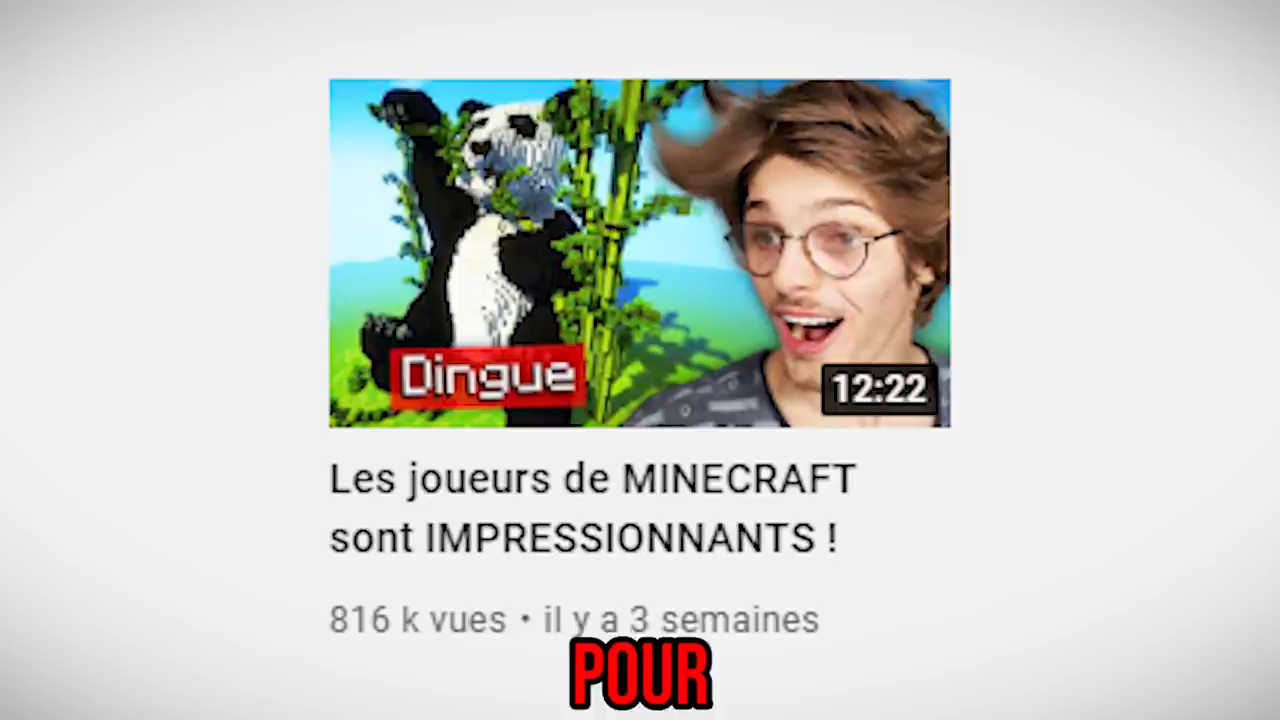 Dingue
12:22
Les joueurs de MINECRAFT
sont IMPRESSIONNANTS !
816 k vues • il y a 3 semaines
POUR